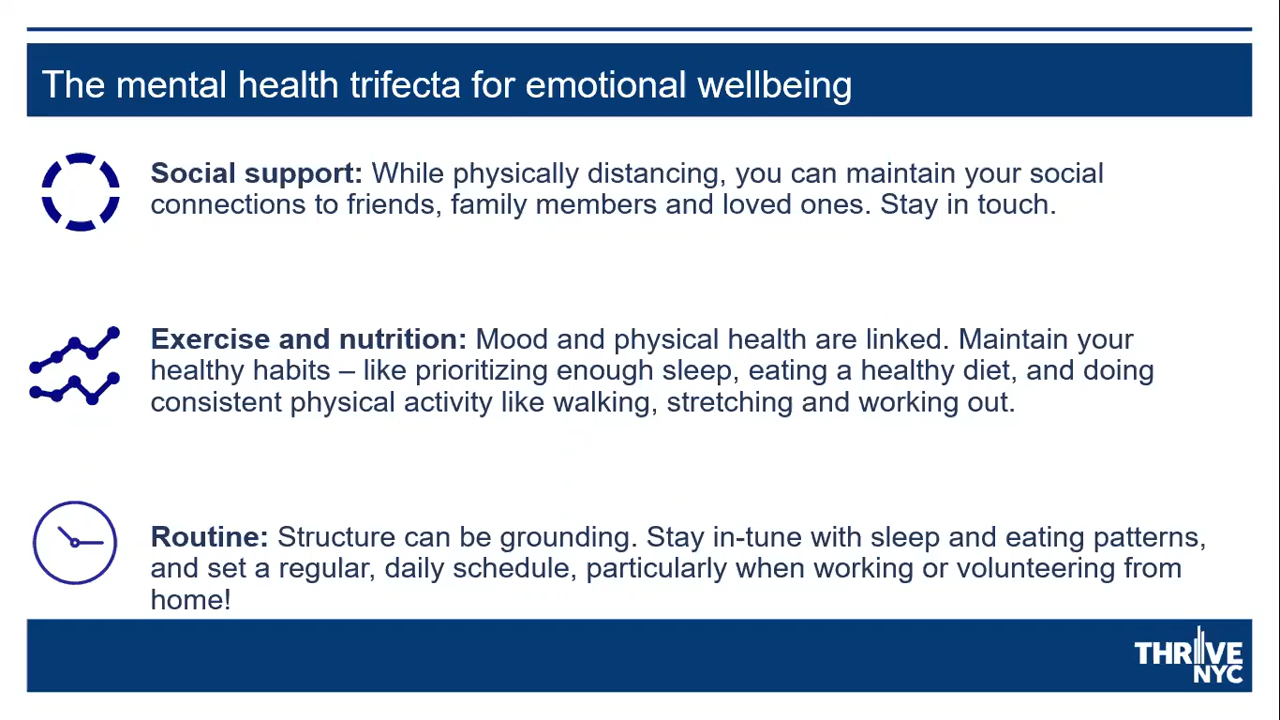 The mental health trifecta for emotional wellbeing
Social support: While physically distancing, you can maintain your social
connections to friends, family members and loved ones. Stay in touch.
Exercise and nutrition: Mood and physical health are linked. Maintain your
healthy habits – like prioritizing enough sleep, eating a healthy diet, and doing
consistent physical activity like walking, stretching and working out.
Routine: Structure can be grounding. Stay in-tune with sleep and eating patterns,
and set a regular, daily schedule, particularly when working or volunteering from
home!
THRIVE
NYC